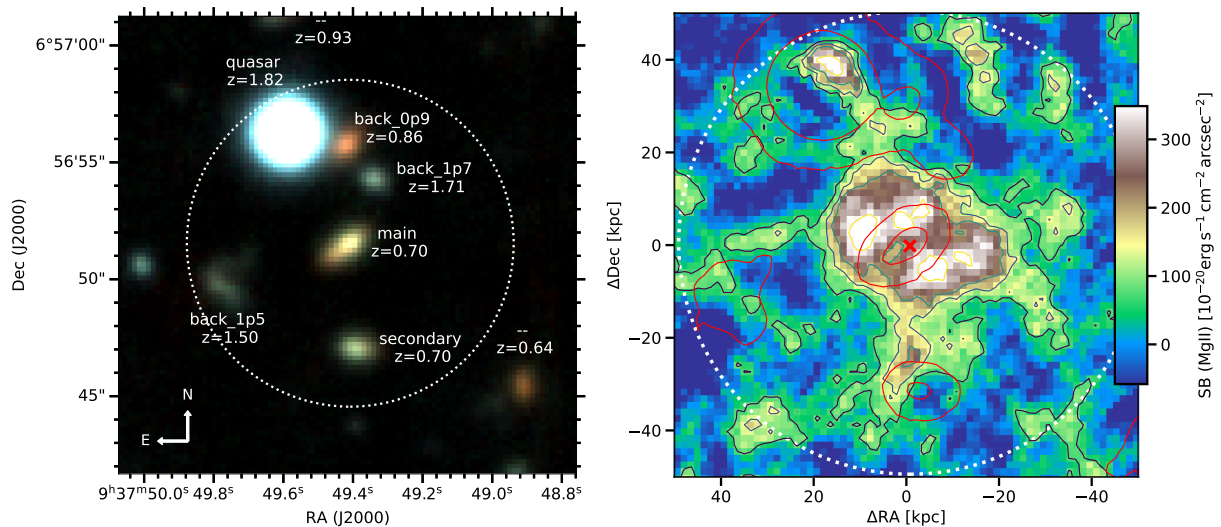 6°57'00"
56'55"
50"
45"
Dec (J2000)
--
z=0.93
quasar
z=1.82
back_0p9
z=0.86
back_1p7
z=1.71
main
z=0.70
back_1p5
z=1.50
secondary
z=0.70
--
z=0.64
N
E
9ʰ37ᵐ50.0ˢ 49.8ˢ 49.6ˢ 49.4ˢ 49.2ˢ 49.0ˢ 48.8ˢ
RA (J2000)
40
20
0
−20
−40
ΔDec [kpc]
40 20 0 −20 −40
ΔRA [kpc]
300
200
100
0
SB (MgII) [10⁻²⁰ erg s⁻¹ cm⁻² arcsec⁻²]